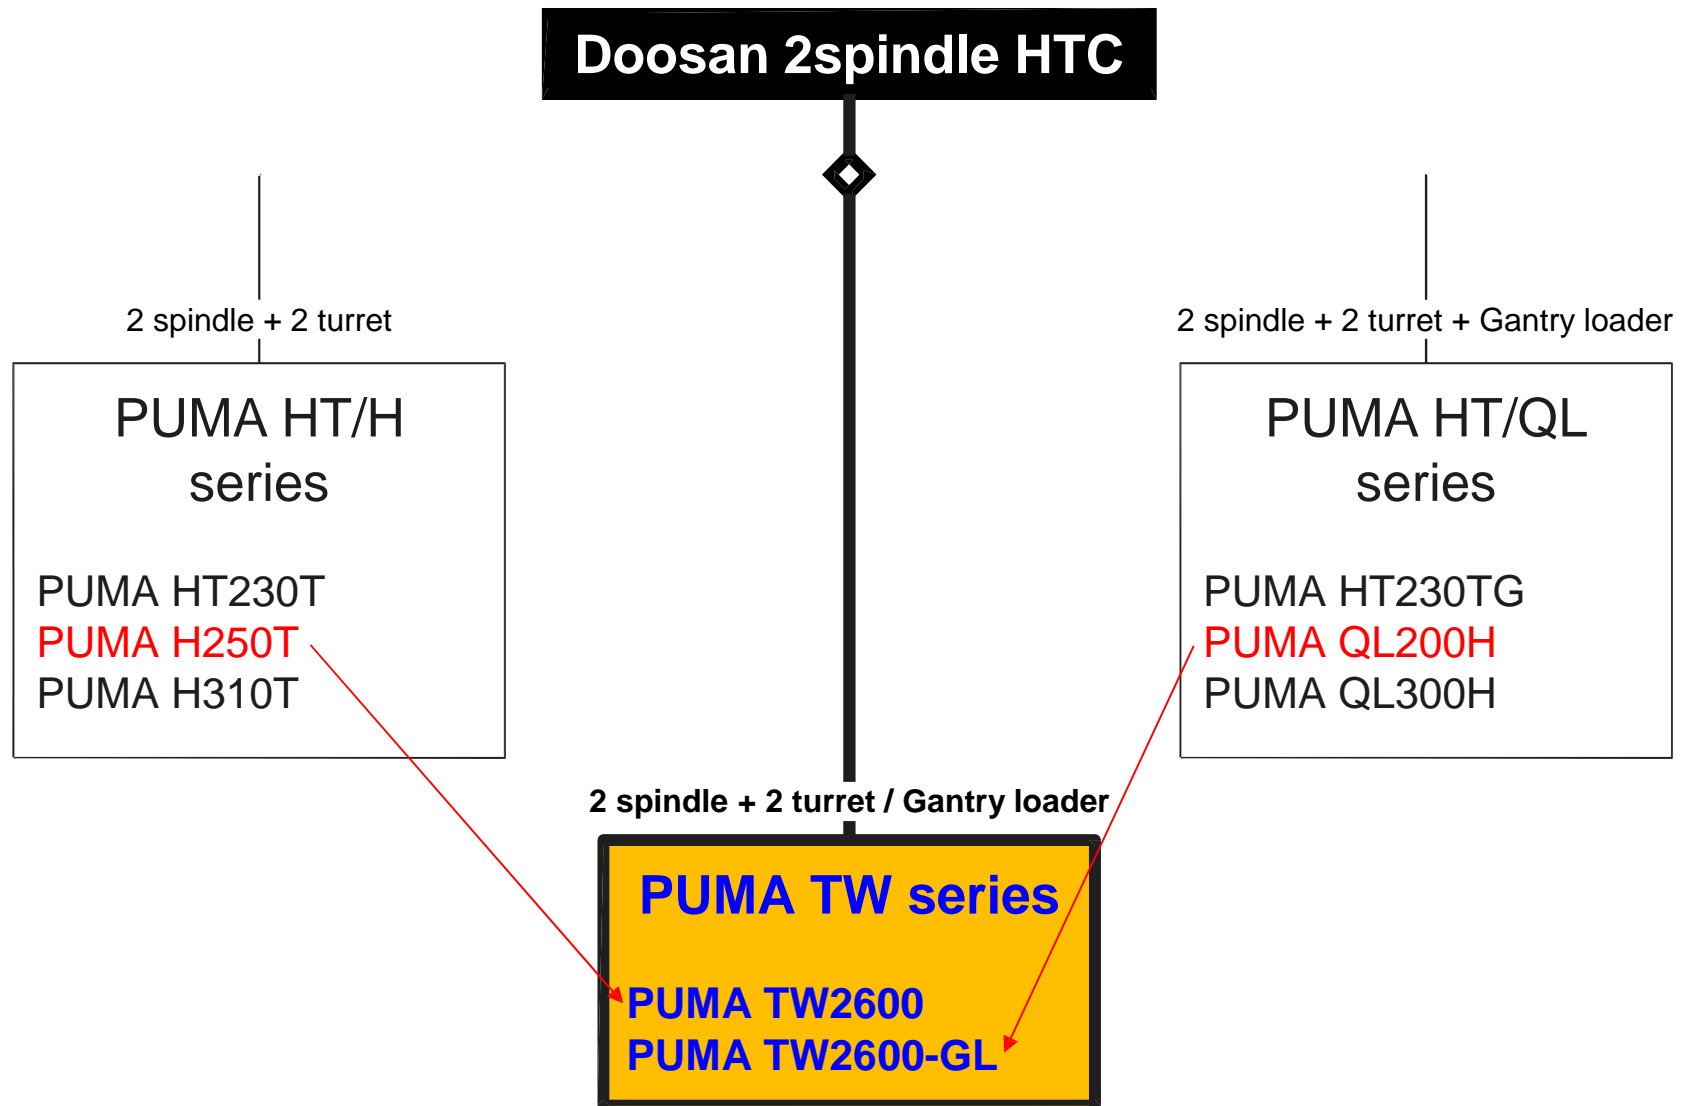 Doosan 2spindle HTC
2 spindle + 2 turret
PUMA HT/H
series
PUMA HT230T
PUMA H250T
PUMA H310T
2 spindle + 2 turret + Gantry loader
PUMA HT/QL
series
PUMA HT230TG
PUMA QL200H
PUMA QL300H
2 spindle + 2 turret / Gantry loader
PUMA TW series
PUMA TW2600
PUMA TW2600-GL